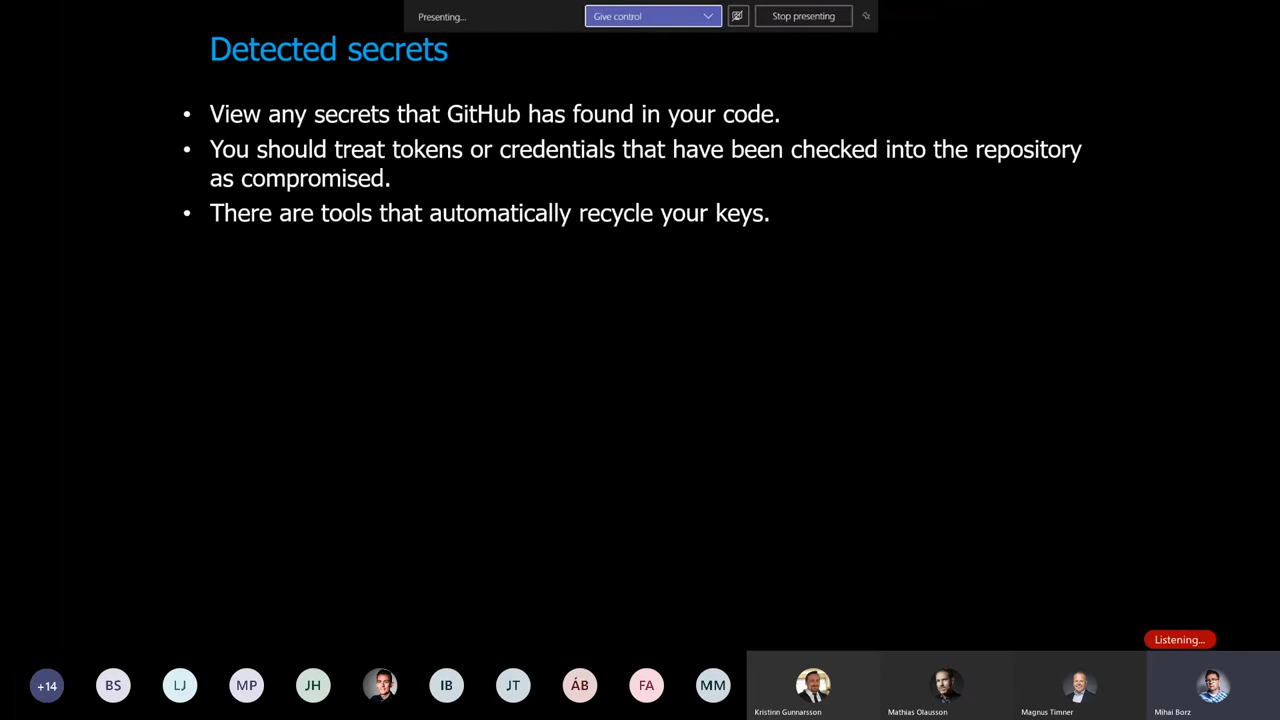 Presenting...
Give control
Stop presenting
Detected secrets
• View any secrets that GitHub has found in your code.
• You should treat tokens or credentials that have been checked into the repository
as compromised.
• There are tools that automatically recycle your keys.
Listening...
+14
BS
LJ
MP
JH
IB
JT
ÁB
FA
MM
Kristinn Gunnarsson
Mathias Olausson
Magnus Timner
Mihai Borz